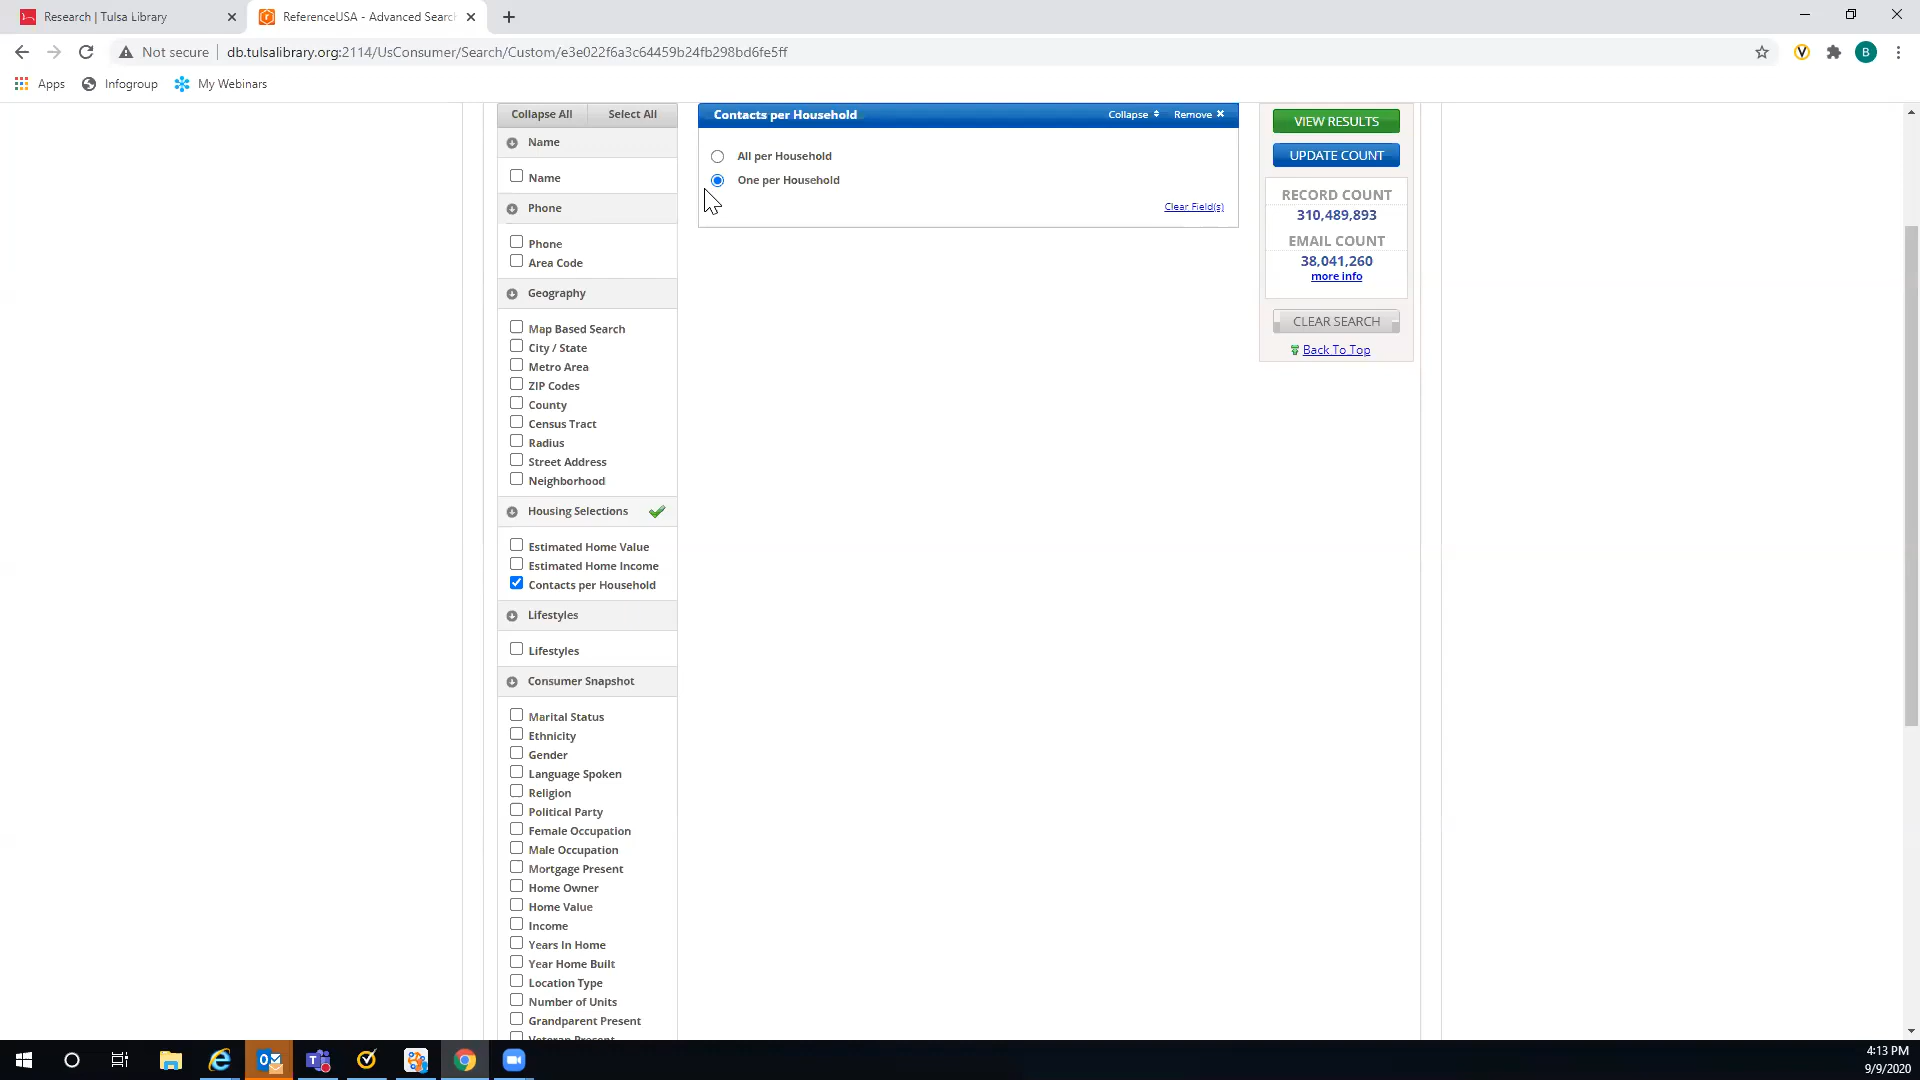 Research | Tulsa Library
ReferenceUSA - Advanced Searc
Not secure
db.tulsalibrary.org:2114/UsConsumer/Search/Custom/e3e022f6a3c64459b24fb298bd6fe5ff
B
Apps
Infogroup
My Webinars
Collapse All
Select All
Name
Name
Phone
Phone
Area Code
Geography
Map Based Search
City / State
Metro Area
ZIP Codes
County
Census Tract
Radius
Street Address
Neighborhood
Housing Selections
Estimated Home Value
Estimated Home Income
Contacts per Household
Lifestyles
Lifestyles
Consumer Snapshot
Marital Status
Ethnicity
Gender
Language Spoken
Religion
Political Party
Female Occupation
Male Occupation
Mortgage Present
Home Owner
Home Value
Income
Years In Home
Year Home Built
Location Type
Number of Units
Grandparent Present
Veteran Present
Contacts per Household
Collapse
Remove
All per Household
One per Household
Clear Field(s)
VIEW RESULTS
UPDATE COUNT
RECORD COUNT
310,489,893
EMAIL COUNT
38,041,260
more info
CLEAR SEARCH
Back To Top
4:13 PM
9/9/2020